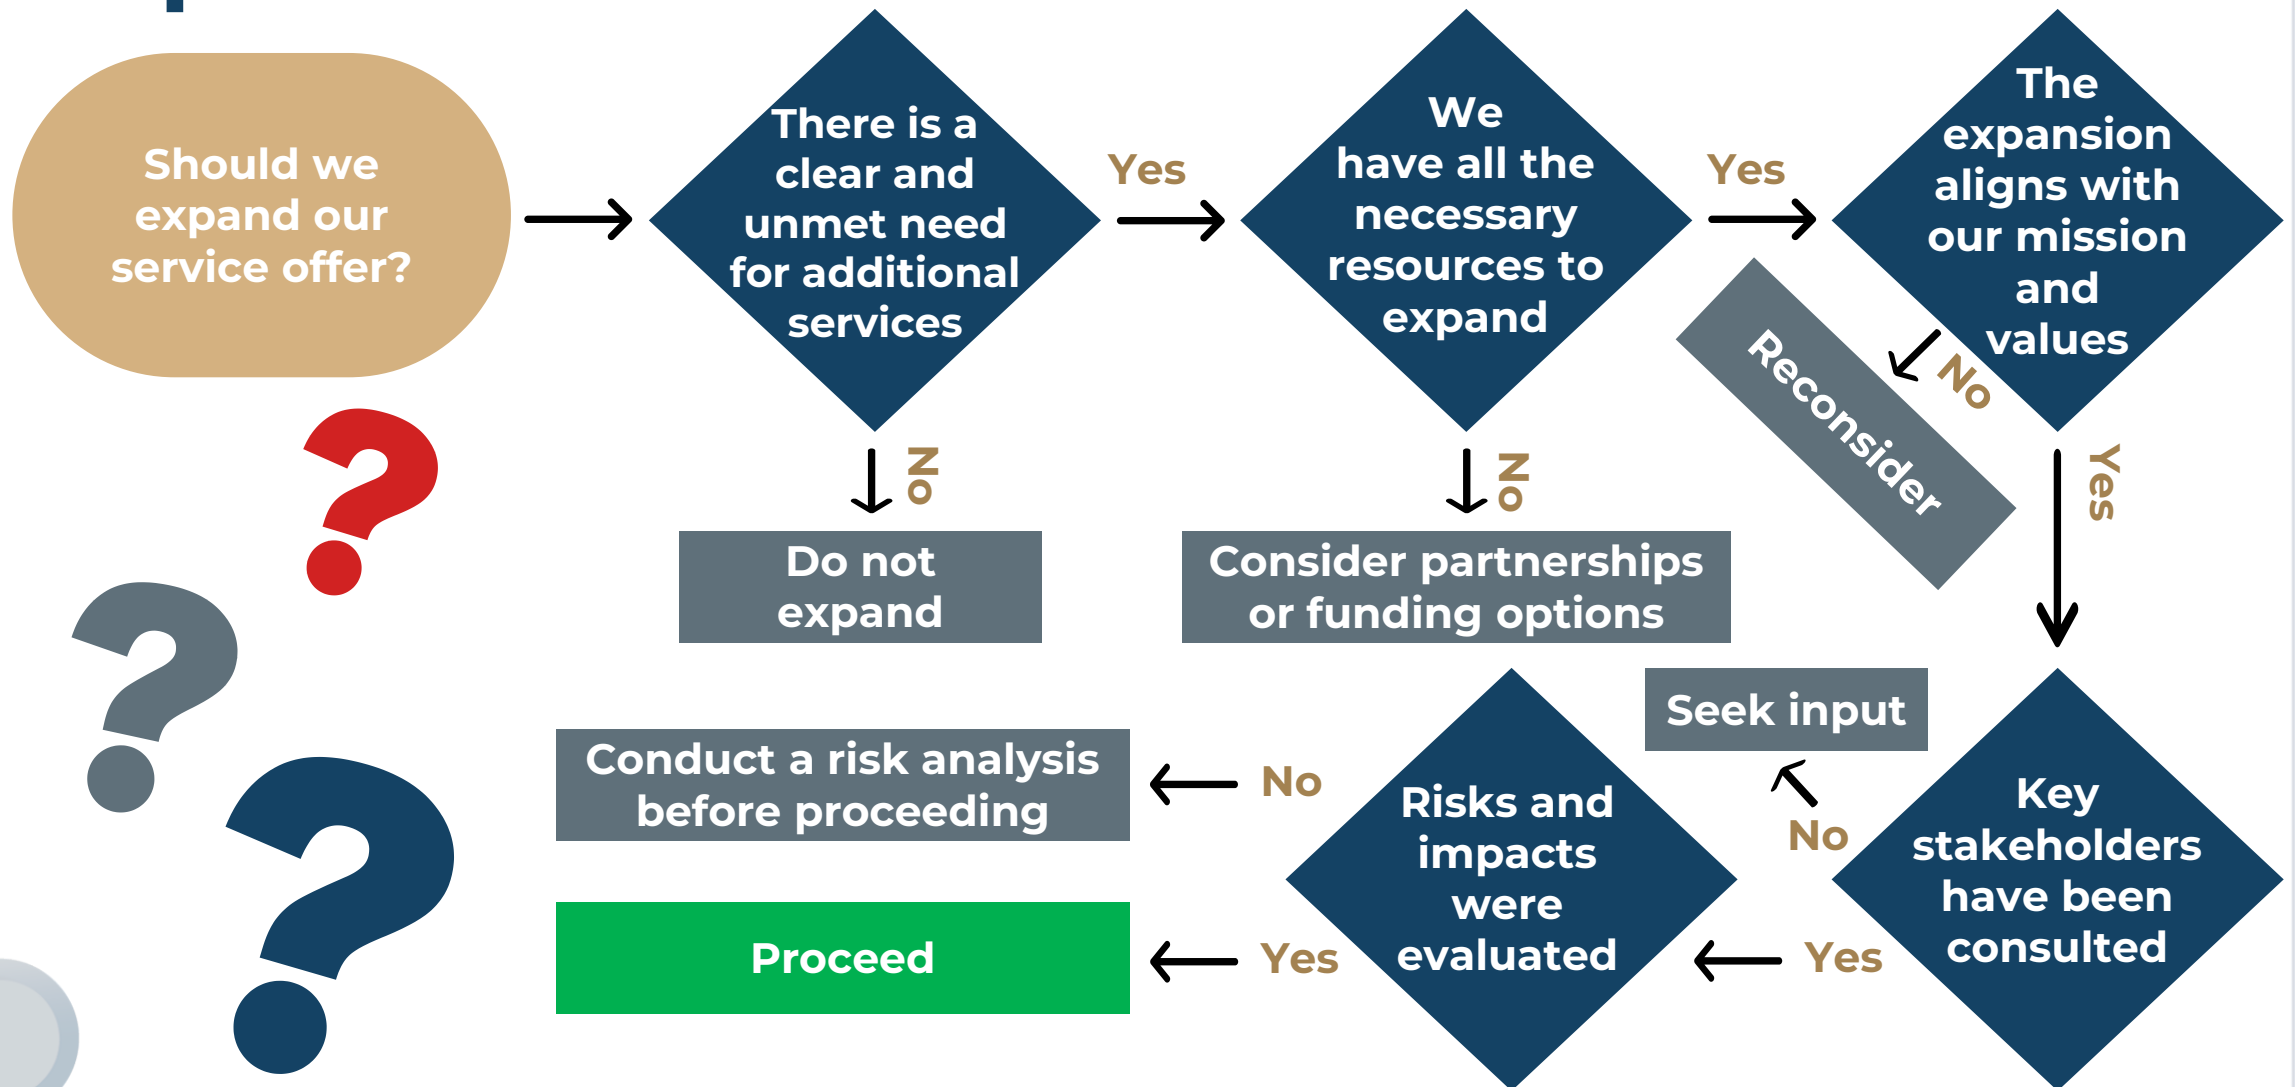 Should we
expand our
service offer?
There is a
clear and
unmet need
for additional
services
Yes
We
have all the
necessary
resources to
expand
Yes
The
expansion
aligns with
our mission
and
values
No
Do not
expand
No
Consider partnerships
or funding options
No
Reconsider
Yes
Key
stakeholders
have been
consulted
No
Seek input
Yes
Risks and
impacts
were
evaluated
No
Conduct a risk analysis
before proceeding
Yes
Proceed
?
?
?